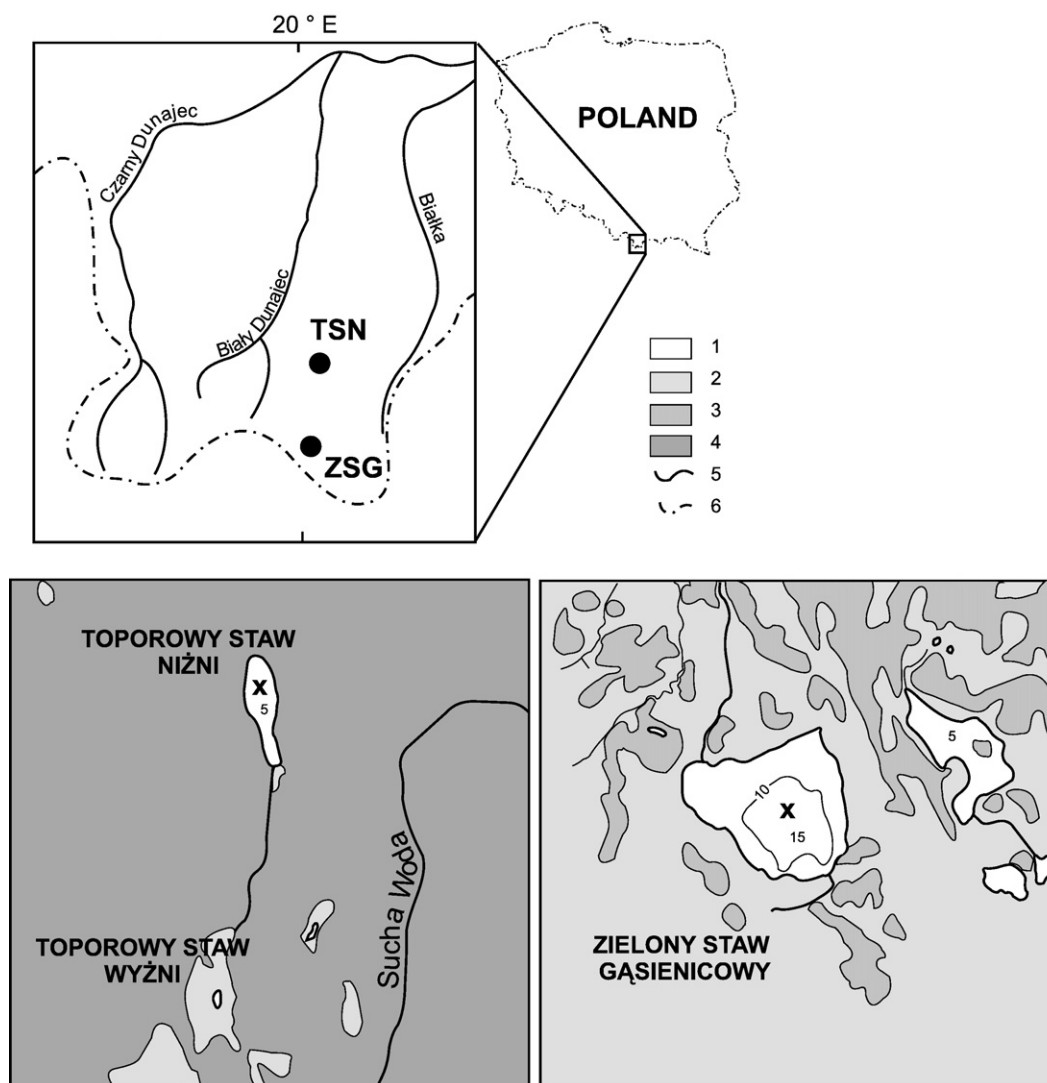 20 ° E
POLAND
Czarny Dunajec
Białka
Biały Dunajec
TSN
ZSG
1
2
3
4
5
6
TOPOROWY STAW
NIŻNI
x
5
Sucha Woda
TOPOROWY STAW
WYŻNI
5
10
x
15
ZIELONY STAW
GĄSIENICOWY